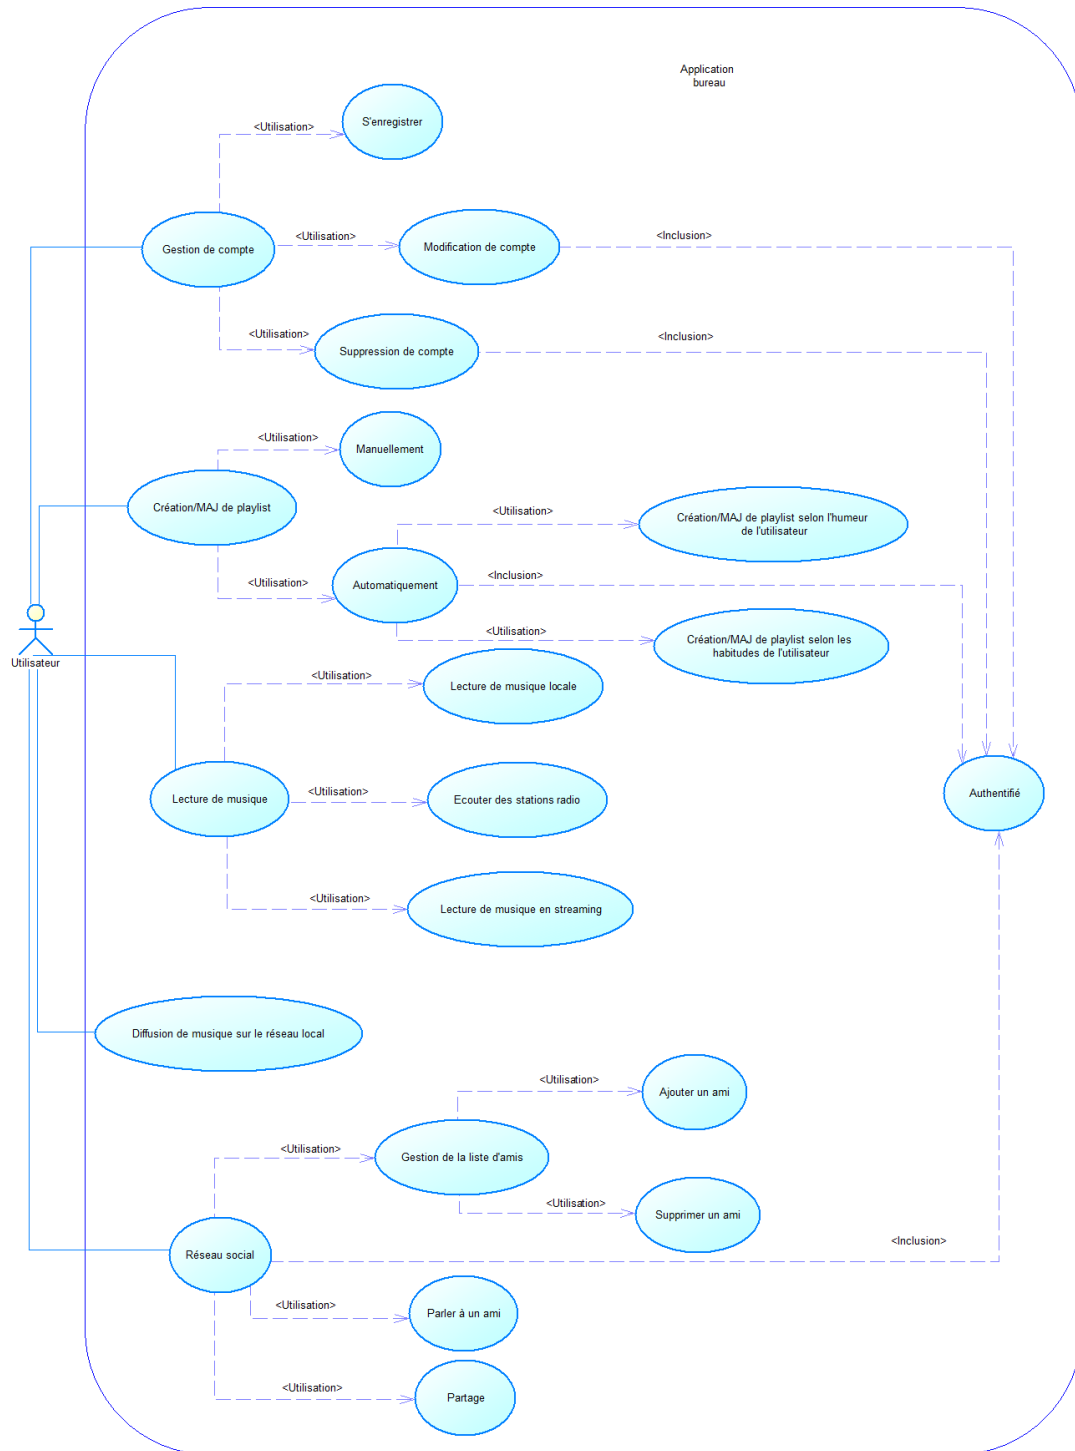 Application
bureau
S'enregistrer
<Utilisation>
Gestion de compte
<Utilisation>
Modification de compte
<Inclusion>
<Utilisation>
Suppression de compte
<Inclusion>
<Utilisation>
Manuellement
Création/MAJ de playlist
<Utilisation>
Création/MAJ de playlist selon l'humeur
de l'utilisateur
<Utilisation>
Automatiquement
<Inclusion>
<Utilisation>
Création/MAJ de playlist selon les
habitudes de l'utilisateur
Utilisateur
<Utilisation>
Lecture de musique locale
Lecture de musique
<Utilisation>
Ecouter des stations radio
Authentifié
<Utilisation>
Lecture de musique en streaming
Diffusion de musique sur le réseau local
<Utilisation>
Ajouter un ami
<Utilisation>
Gestion de la liste d'amis
<Utilisation>
Supprimer un ami
Réseau social
<Inclusion>
<Utilisation>
Parler à un ami
<Utilisation>
Partage